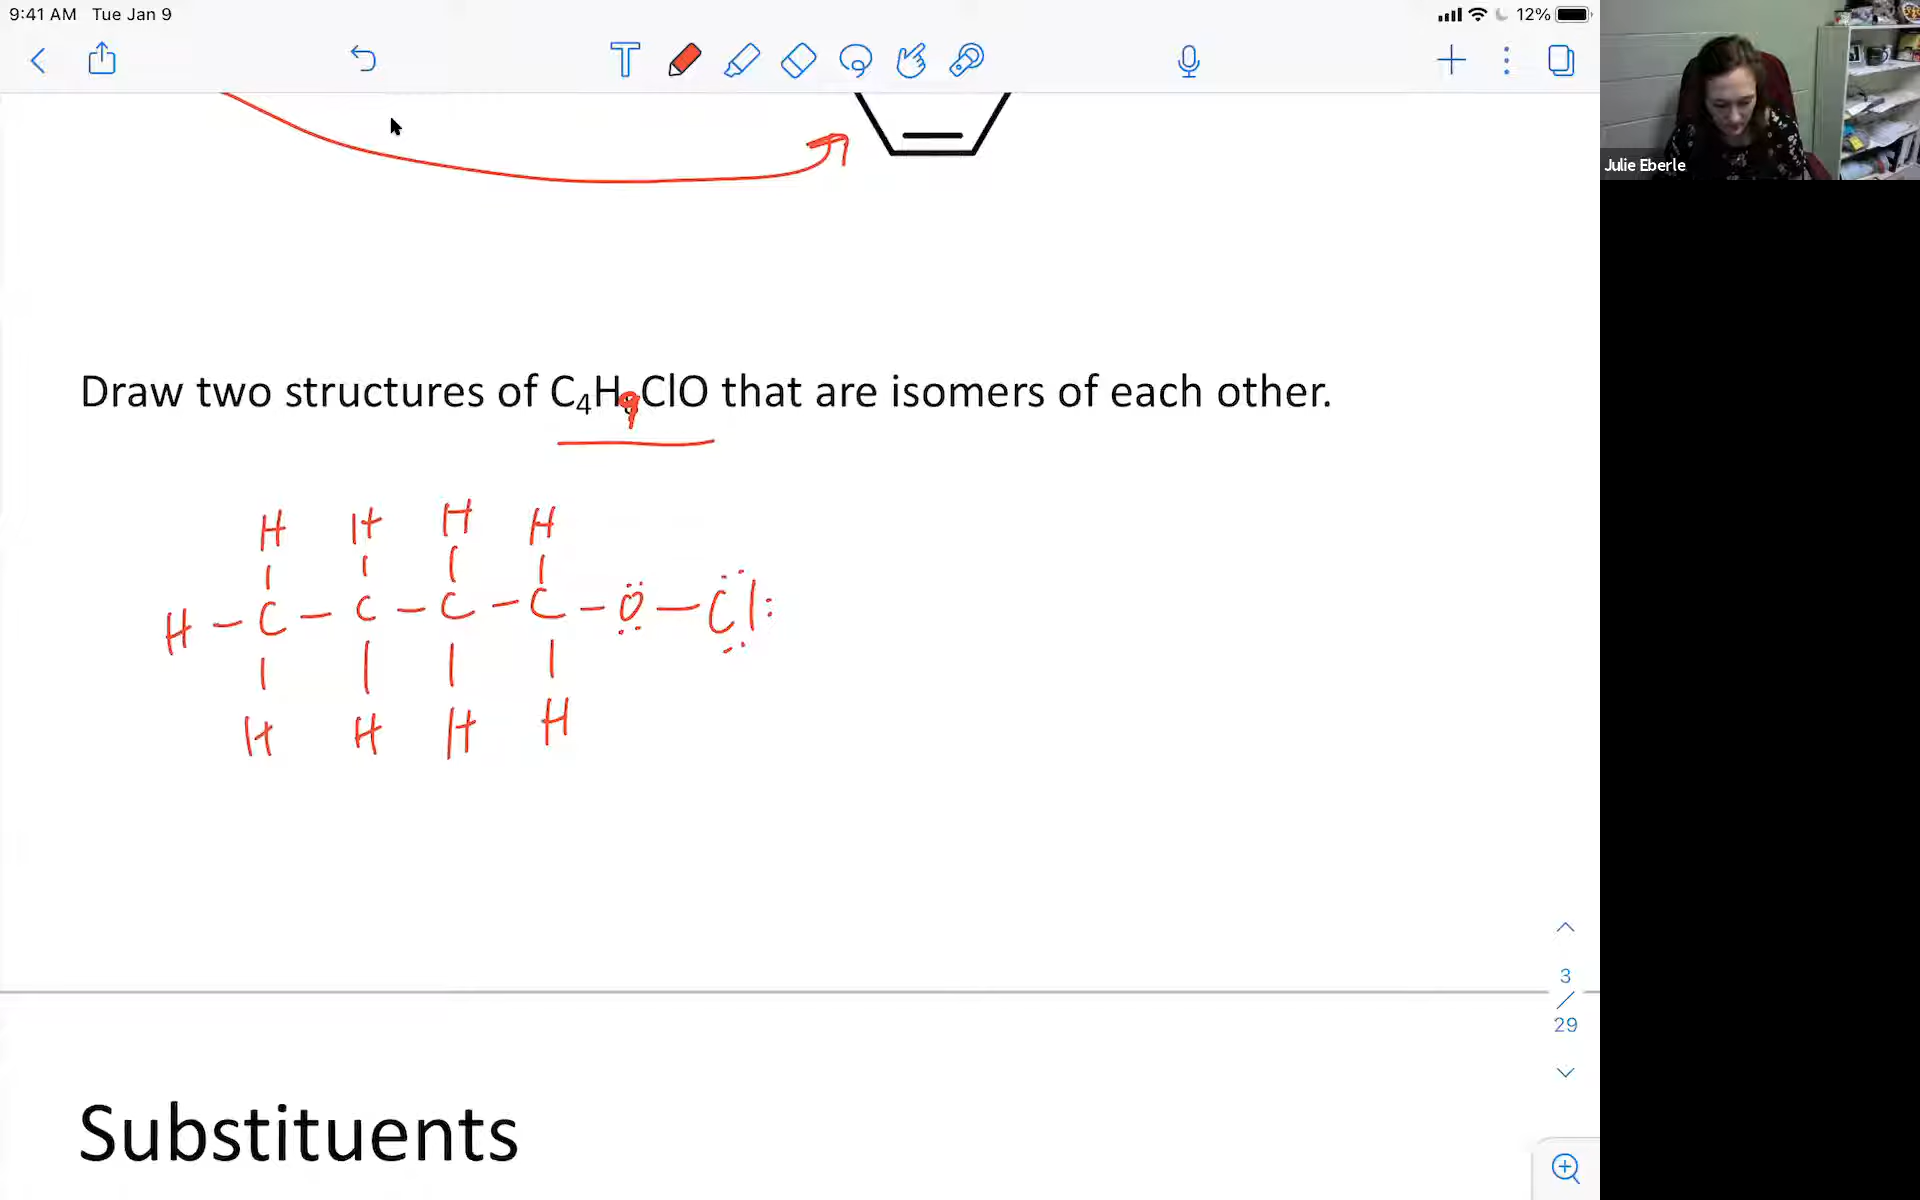 9:41 AM Tue Jan 9
12%
Julie Eberle
Draw two structures of C₄H₉ClO that are isomers of each other.
H H H H
H – C – C – C – C – O – Cl
H H H H
3
/
29
Substituents